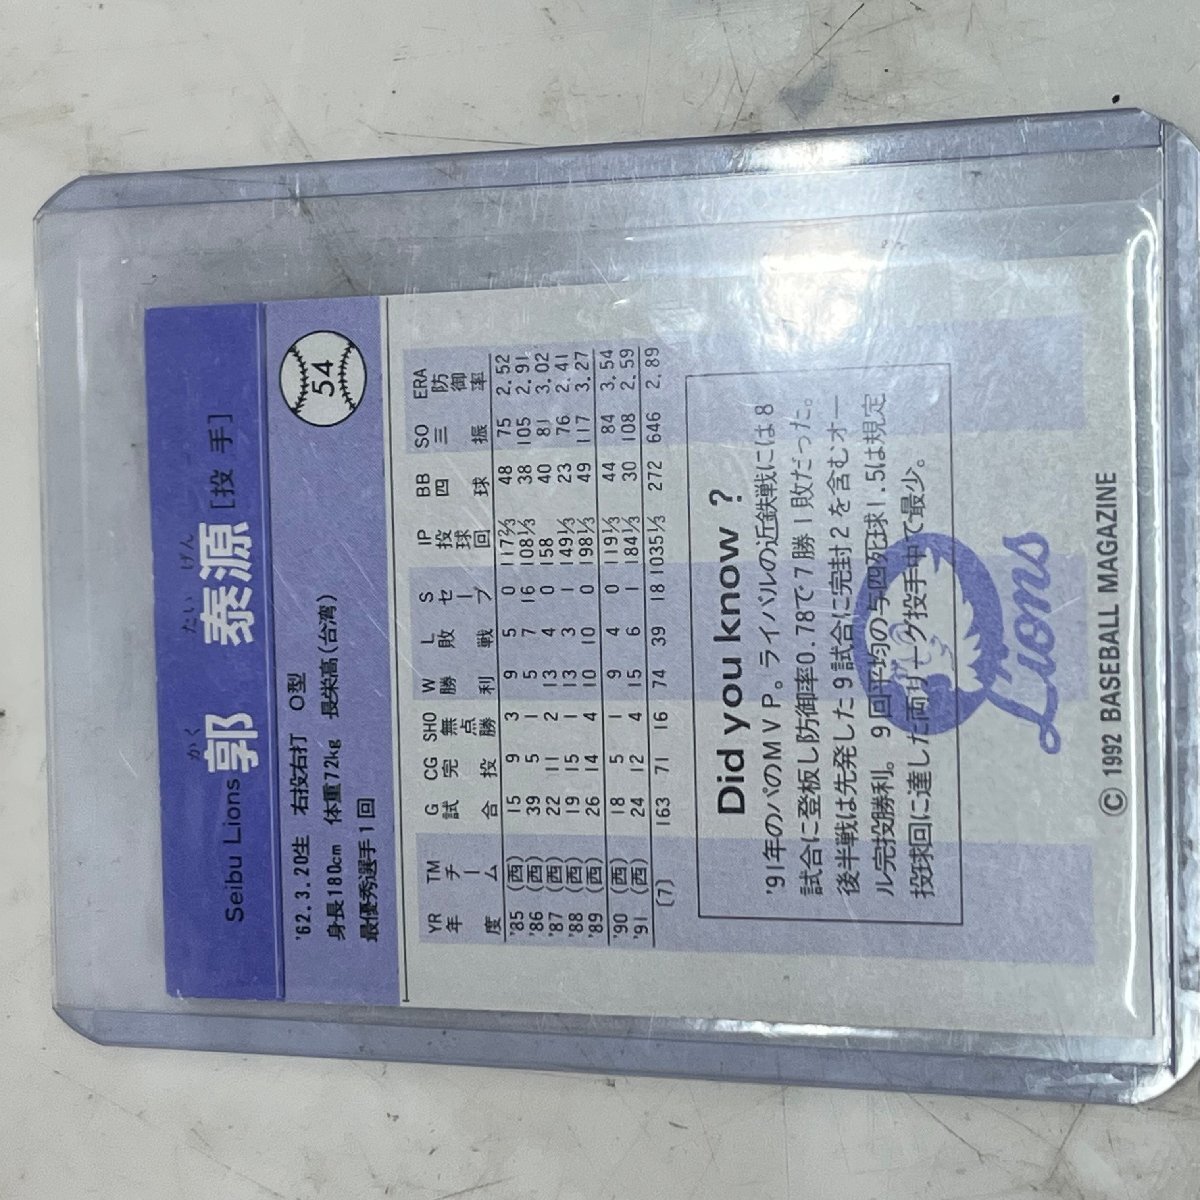 かく たい げん
Seibu Lions 郭 泰源 [投 手]
54
'62.3.20生 右投右打 O型
身長180cm 体重72kg 長栄高(台湾)
最優秀選手1回
YR TM G CG SHO W L S IP BB SO ERA
年度 チーム 試合 完投 無点勝 勝利 敗戦 セーブ 投球回 四球 三振 防御率
'85 (西) 15 9 3 9 5 0 117⅔ 48 75 2.52
'86 (西) 39 5 1 5 7 16 108⅓ 38 105 2.91
'87 (西) 22 11 2 13 4 0 158 40 81 3.02
'88 (西) 19 15 1 13 3 1 149⅓ 23 76 2.41
'89 (西) 26 14 4 10 10 0 198⅓ 49 117 3.27
'90 (西) 18 5 1 9 4 0 119⅓ 44 84 3.54
'91 (西) 24 12 4 15 6 1 184⅓ 30 108 2.59
(7) 163 71 16 74 39 18 1035⅓ 272 646 2.89
Did you know ?
'91年のパのMVP。ライバルの近鉄戦には8
試合に登板し防御率0.78で7勝1敗だった。
後半戦は先発した9試合に完封2を含むオー
ル完投勝利。9回平均の与四死球1.5は規定
投球回に達した両リーグ投手中で最少。
Lions
© 1992 BASEBALL MAGAZINE